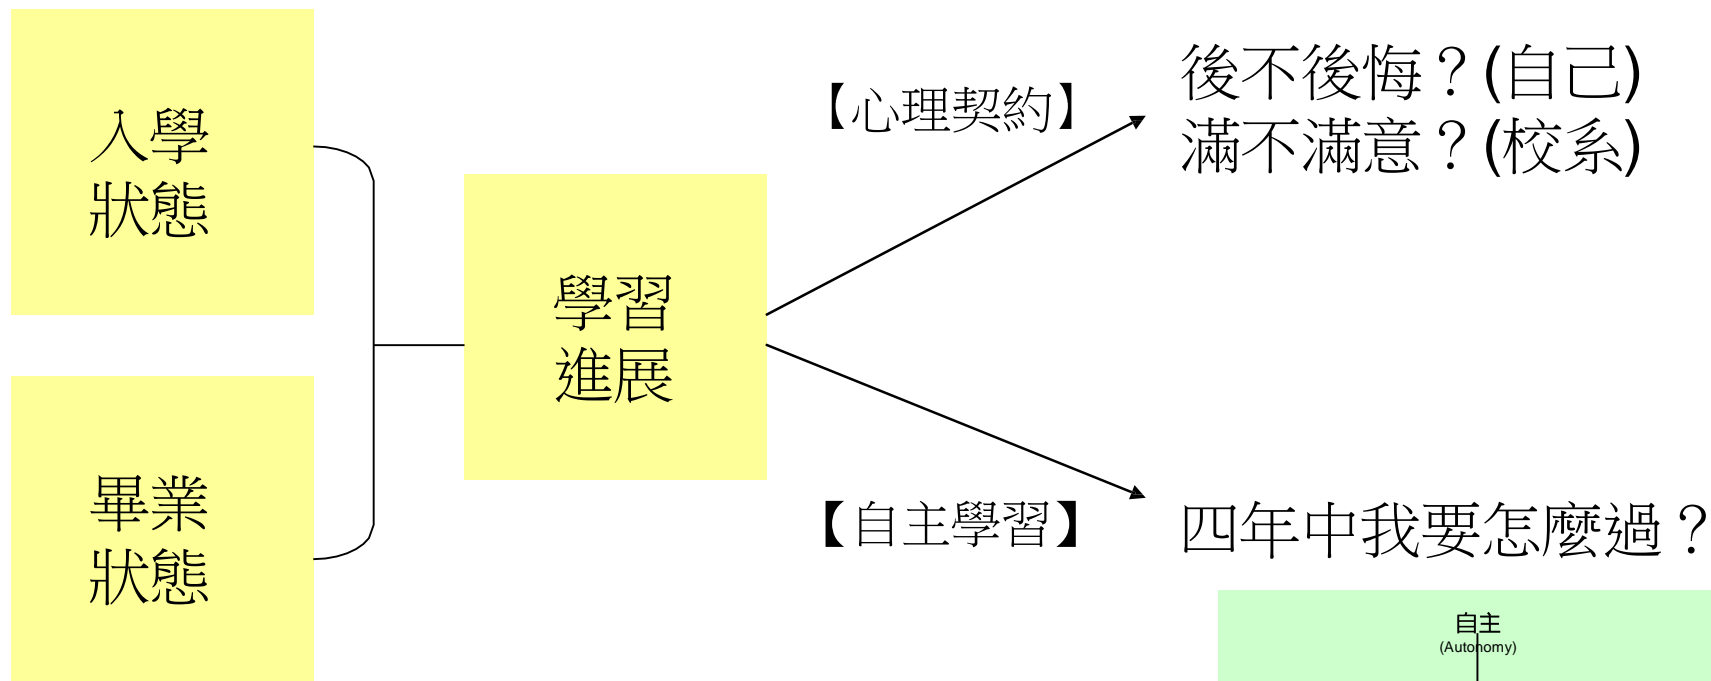 入學
狀態
畢業
狀態
學習
進展
【心理契約】
後不後悔？(自己)
滿不滿意？(校系)
【自主學習】
四年中我要怎麼過？
自主
(Autonomy)